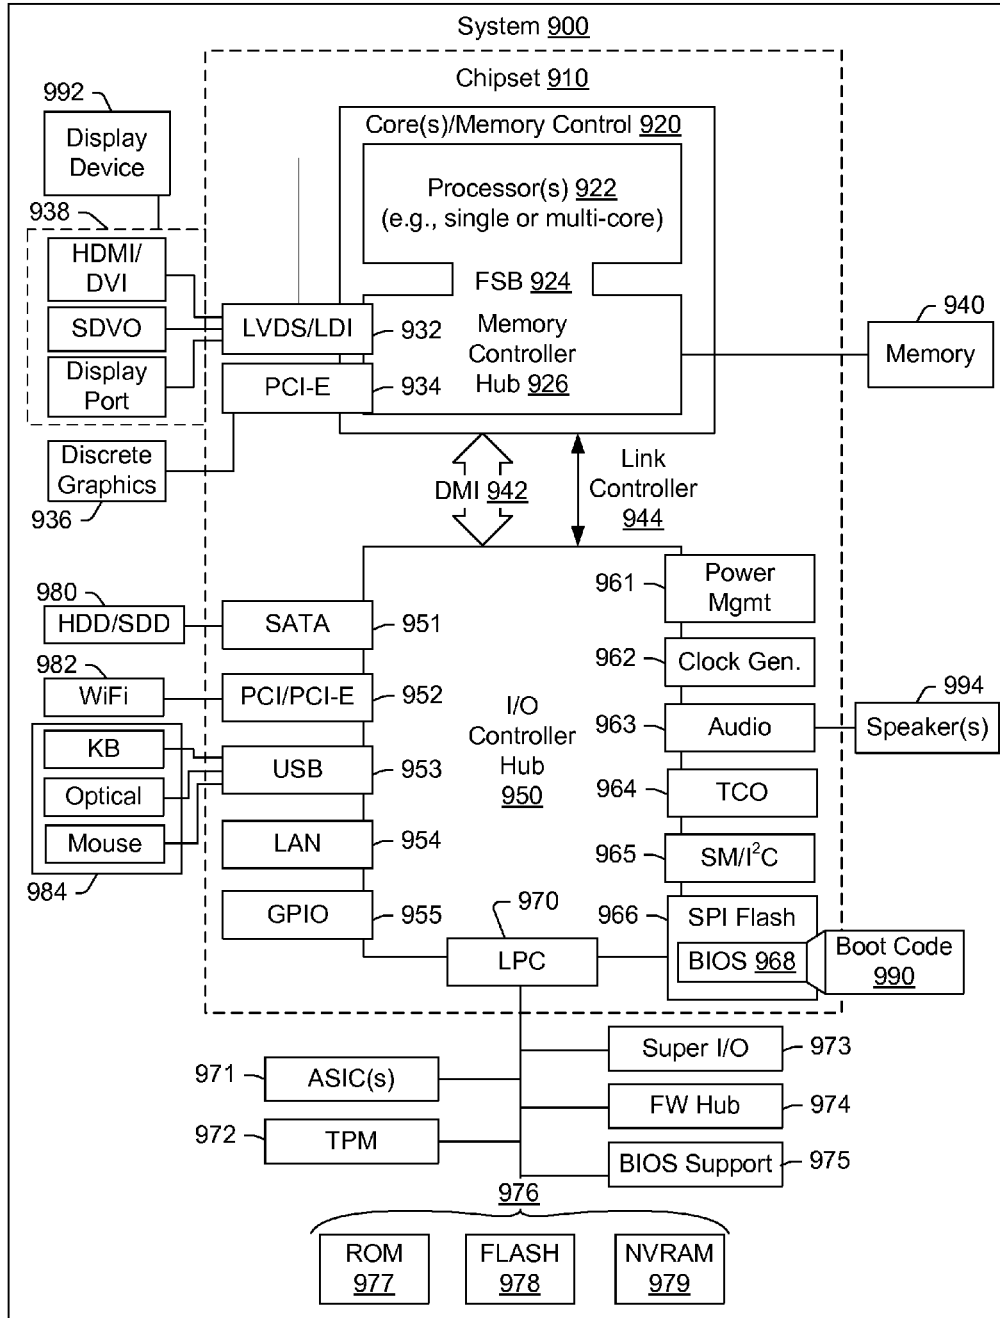 System 900
Chipset 910
992
Display
Device
938
HDMI/
DVI
SDVO
Display
Port
Discrete
Graphics
936
Core(s)/Memory Control 920
Processor(s) 922
(e.g., single or multi-core)
FSB 924
Memory
Controller
Hub 926
LVDS/LDI
932
PCI-E
934
940
Memory
DMI 942
Link
Controller
944
980
HDD/SDD
982
WiFi
KB
Optical
Mouse
984
SATA
951
PCI/PCI-E
952
USB
953
LAN
954
GPIO
955
I/O
Controller
Hub
950
961
Power
Mgmt
962
Clock Gen.
963
Audio
994
Speaker(s)
964
TCO
965
SM/I²C
966
SPI Flash
BIOS 968
Boot Code
990
970
LPC
971
ASIC(s)
972
TPM
Super I/O
973
FW Hub
974
BIOS Support
975
976
ROM
977
FLASH
978
NVRAM
979